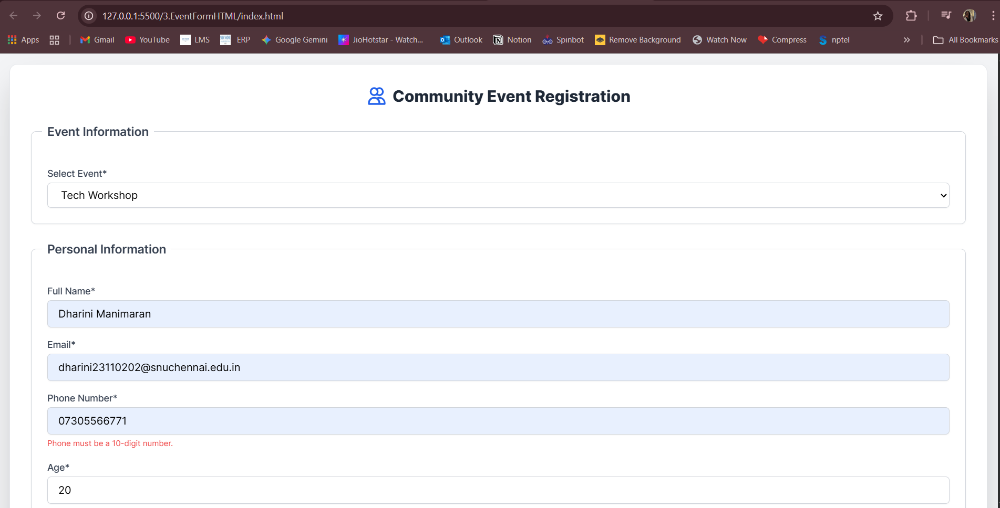 127.0.0.1:5500/3.EventFormHTML/index.html
Apps Gmail YouTube LMS ERP Google Gemini JioHotstar - Watch... Outlook Notion Spinbot Remove Background Watch Now Compress nptel » All Bookmarks
Community Event Registration
Event Information
Select Event*
Tech Workshop
Personal Information
Full Name*
Dharini Manimaran
Email*
dharini23110202@snuchennai.edu.in
Phone Number*
07305566771
Phone must be a 10-digit number.
Age*
20